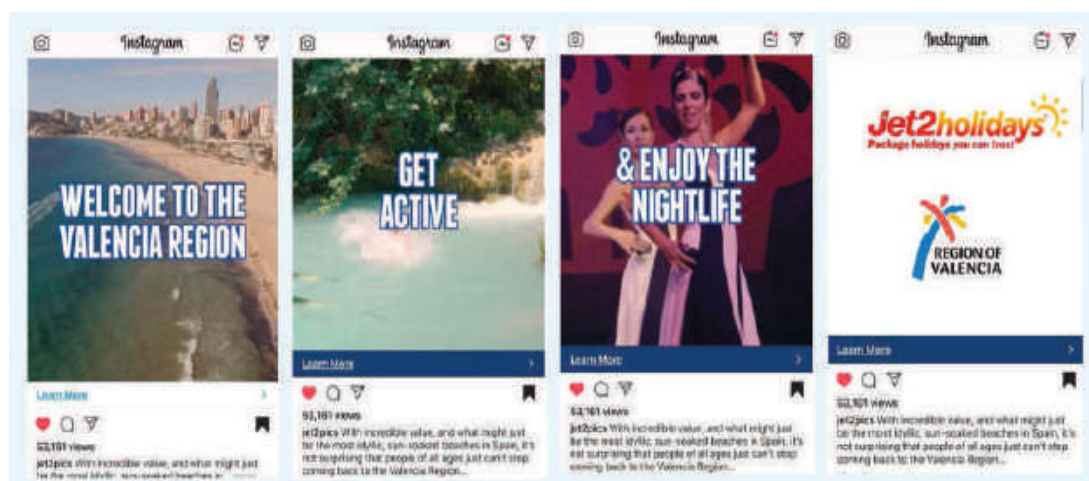 Instagram
WELCOME TO THE
VALENCIA REGION
Learn More
53,161 views
jet2pics With incredible value, and what might just
be the most idyllic, sun-soaked beaches in
Instagram
GET
ACTIVE
Learn More
53,161 views
jet2pics With incredible value, and what might just
be the most idyllic, sun-soaked beaches in Spain, it's
not surprising that people of all ages just can't stop
coming back to the Valencia Region...
Instagram
& ENJOY THE
NIGHTLIFE
Learn More
53,161 views
jet2pics With incredible value, and what might just
be the most idyllic, sun-soaked beaches in Spain, it's
not surprising that people of all ages just can't stop
coming back to the Valencia Region...
Instagram
Jet2holidays
Package holidays you can trust
REGION OF
VALENCIA
Learn More
53,161 views
jet2pics With incredible value, and what might just
be the most idyllic, sun-soaked beaches in Spain, it's
not surprising that people of all ages just can't stop
coming back to the Valencia Region...